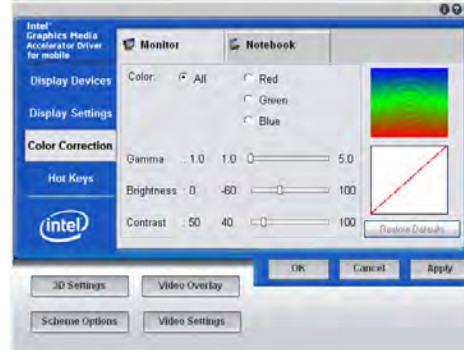 Intel®
Graphics Media
Accelerator Driver
for mobile
Monitor
Notebook
Display Devices
Display Settings
Color Correction
Hot Keys
intel
Color: All Red
Green
Blue
Gamma : 1.0 1.0 5.0
Brightness : 0 -60 100
Contrast : 50 40 100
Restore Defaults
OK Cancel Apply
3D Settings Video Overlay
Scheme Options Video Settings